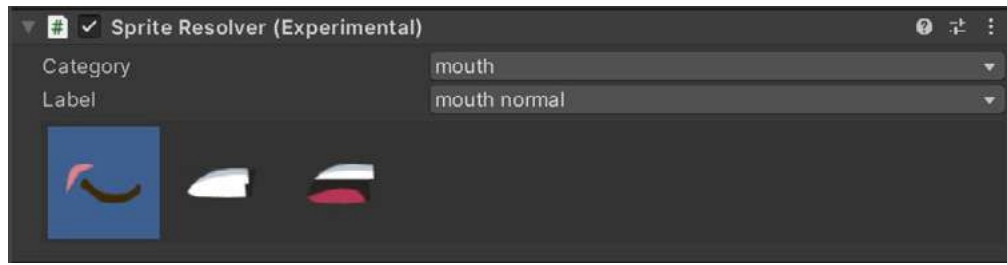 Sprite Resolver (Experimental)
Category mouth
Label mouth normal